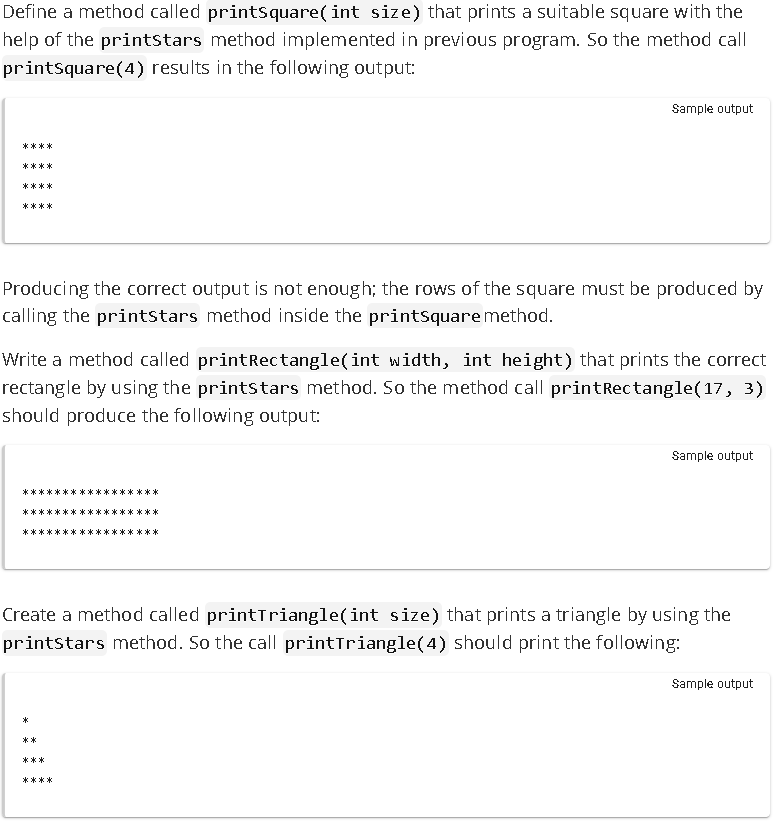 Define a method called printSquare(int size) that prints a suitable square with the
help of the printStars method implemented in previous program. So the method call
printSquare(4) results in the following output:
Sample output
****
****
****
****
Producing the correct output is not enough; the rows of the square must be produced by
calling the printStars method inside the printSquare method.
Write a method called printRectangle(int width, int height) that prints the correct
rectangle by using the printStars method. So the method call printRectangle(17, 3)
should produce the following output:
Sample output
*****************
*****************
*****************
Create a method called printTriangle(int size) that prints a triangle by using the
printStars method. So the call printTriangle(4) should print the following:
Sample output
*
**
***
****